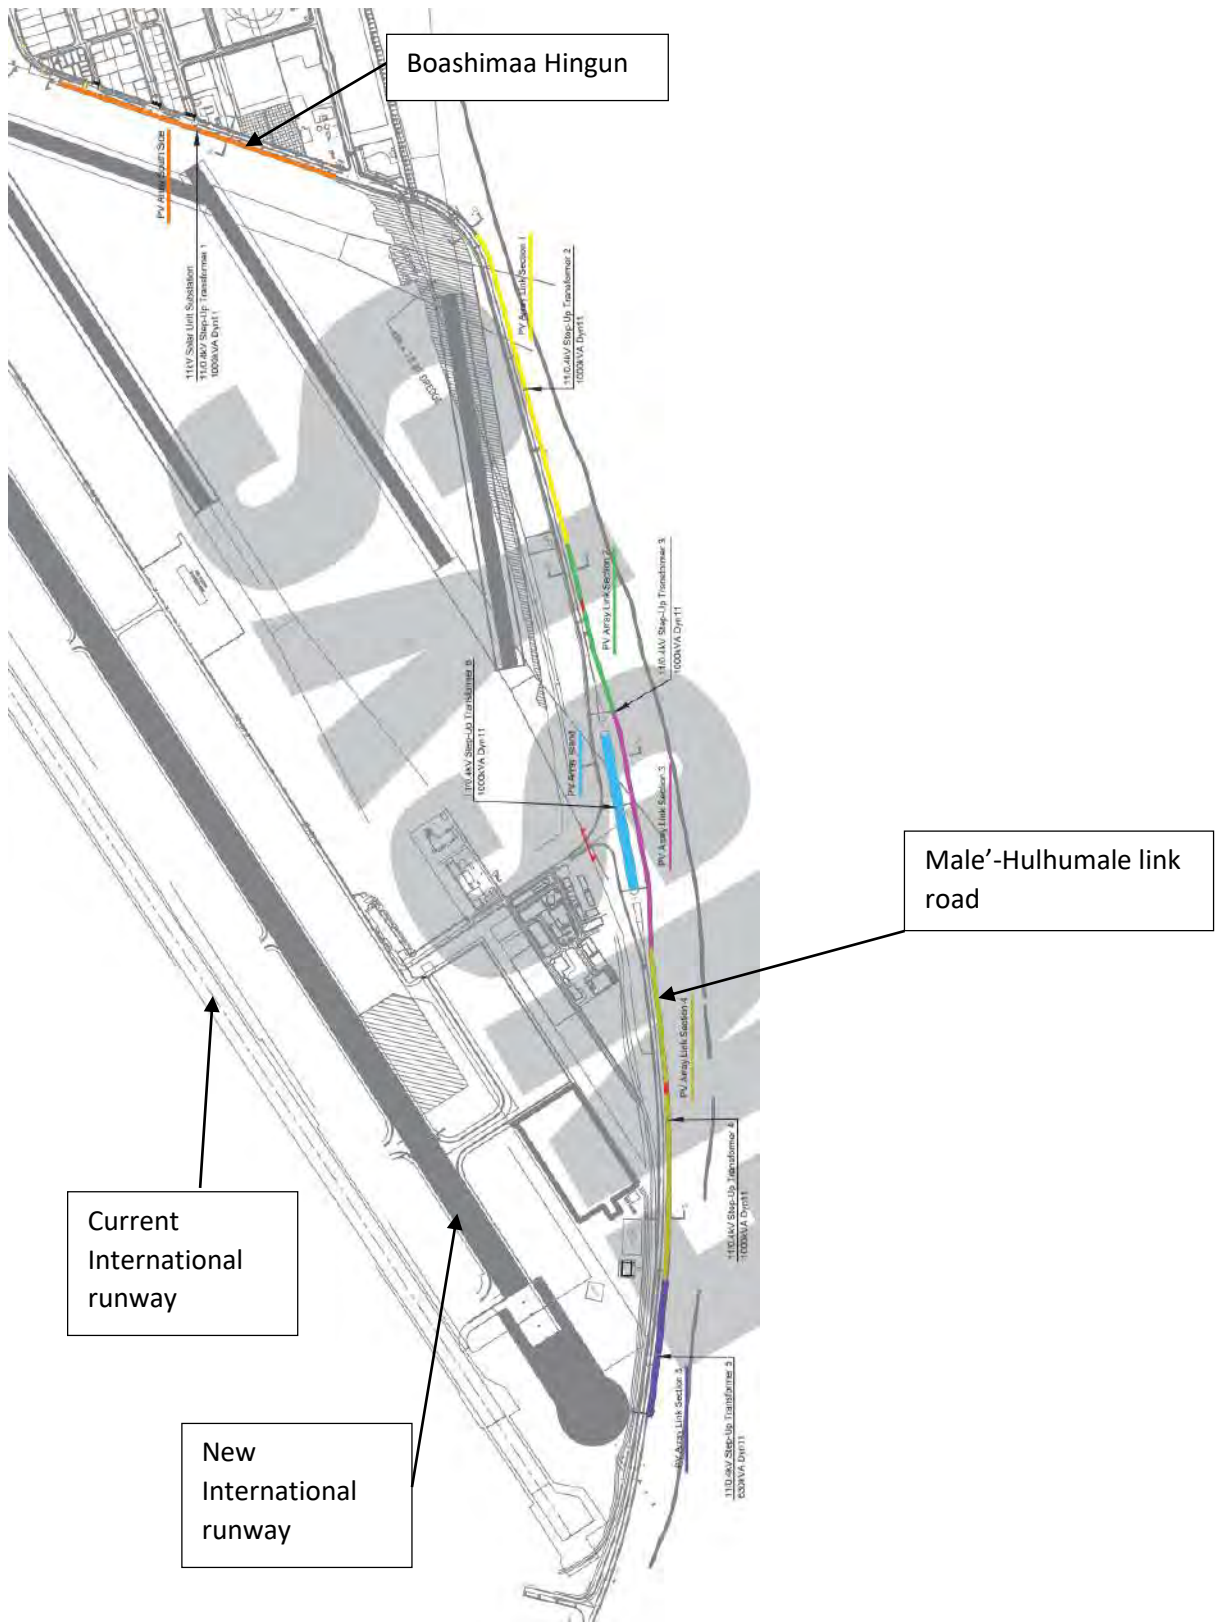 Boashimaa Hingun
PV Array South Side
11kV Solar Unit Substation
11/0.4kV Step-Up Transformer 1
1000kVA Dyn11
PV Array Link Section 1
11/0.4kV Step-Up Transformer 2
1000kVA Dyn11
PV Array Link Section 2
11/0.4kV Step-Up Transformer 3
1000kVA Dyn11
11/0.4kV Step-Up Transformer 6
1000kVA Dyn11
PV Array Island
PV Array Link Section 3
Male’-Hulhumale link
road
PV Array Link Section 4
11/0.4kV Step-Up Transformer 4
1000kVA Dyn11
Current
International
runway
New
International
runway
PV Array Link Section 5
11/0.4kV Step-Up Transformer 5
630kVA Dyn11